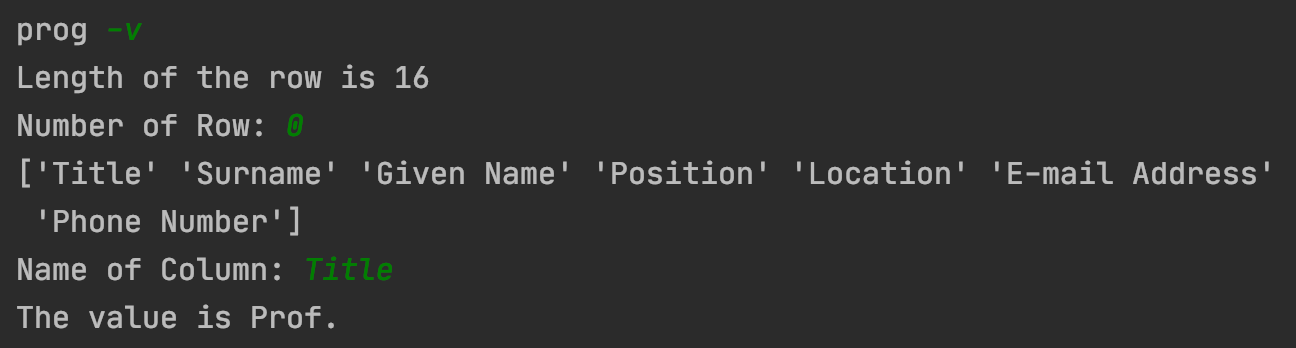 prog -v
Length of the row is 16
Number of Row: 0
['Title' 'Surname' 'Given Name' 'Position' 'Location' 'E-mail Address'
 'Phone Number']
Name of Column: Title
The value is Prof.